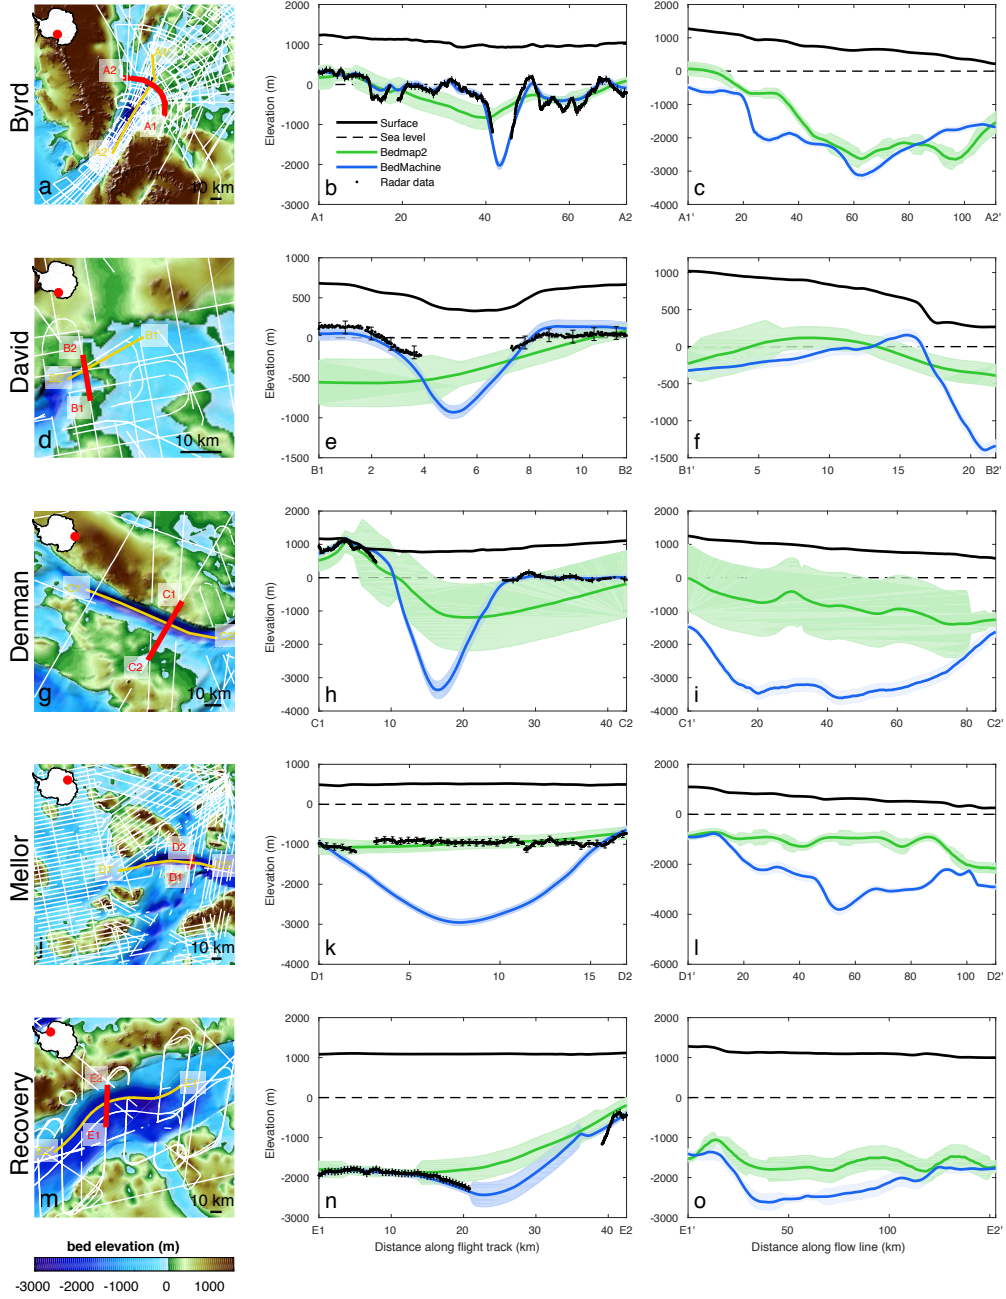 Byrd
A2
A1
10 km
a
Elevation (m)
2000
1000
0
-1000
-2000
-3000
Surface
Sea level
Bedmap2
BedMachine
Radar data
b
A1
20
40
60
A2
2000
1000
0
-1000
-2000
-3000
-4000
c
A1'
20
40
60
80
100
A2'
David
B2
B1'
B1
10 km
d
Elevation (m)
1000
500
0
-500
-1000
-1500
e
B1
2
4
6
8
10
B2
1000
500
0
-500
-1000
-1500
f
B1'
5
10
15
20
B2'
Denman
C1
C2
10 km
g
Elevation (m)
2000
1000
0
-1000
-2000
-3000
-4000
h
C1
10
20
30
40
C2
2000
1000
0
-1000
-2000
-3000
-4000
i
C1'
20
40
60
80
C2'
Mellor
D2
D1
10 km
j
Elevation (m)
1000
0
-1000
-2000
-3000
-4000
k
D1
5
10
15
D2
2000
0
-2000
-4000
-6000
l
D1'
20
40
60
80
100
D2'
Recovery
E2
E1
10 km
m
Elevation (m)
2000
1000
0
-1000
-2000
-3000
n
E1
10
20
30
40
E2
Distance along flight track (km)
2000
1000
0
-1000
-2000
-3000
o
E1'
50
100
E2'
Distance along flow line (km)
bed elevation (m)
-3000 -2000 -1000 0 1000